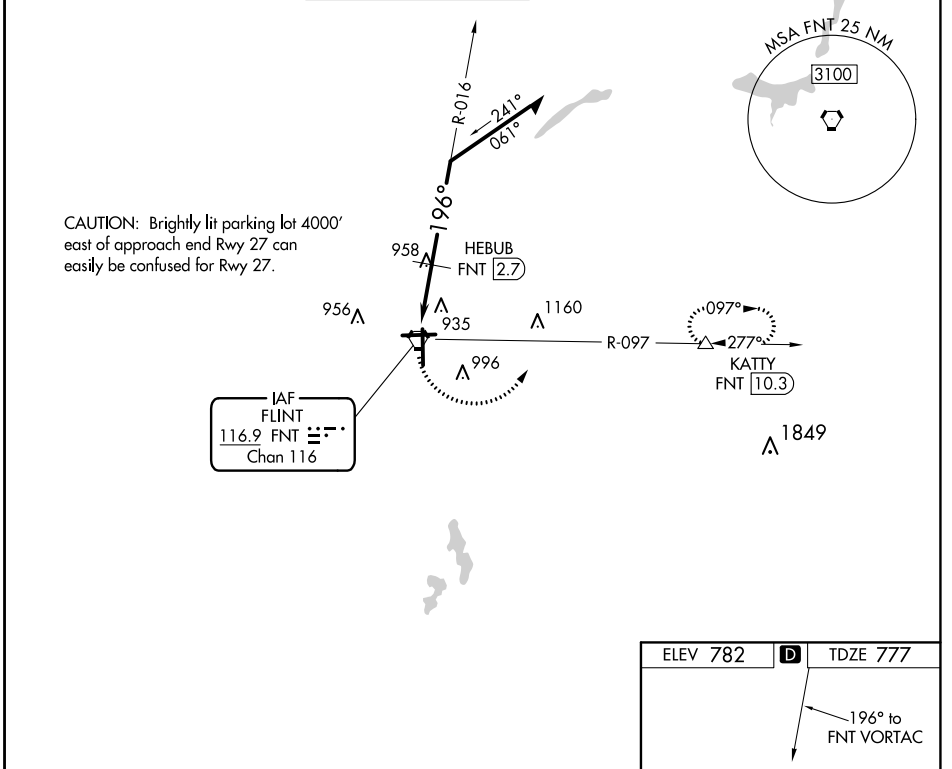 MSA FNT 25 NM
3100
R-016
241°
061°
196°
CAUTION: Brightly lit parking lot 4000'
east of approach end Rwy 27 can
easily be confused for Rwy 27.
958
HEBUB
FNT 2.7
956
935
1160
097°
R-097
277°
KATTY
FNT 10.3
996
IAF
FLINT
116.9 FNT
Chan 116
1849
ELEV 782 D TDZE 777
196° to
FNT VORTAC